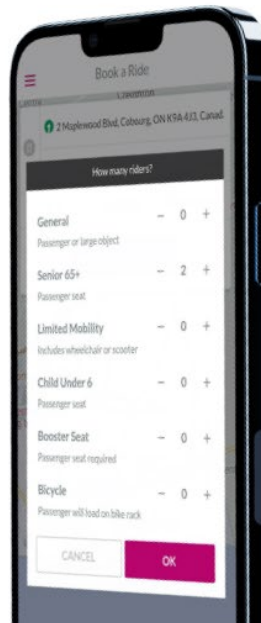 Book a Ride
2 Maplewood Blvd, Cobourg, ON K9A 4J3, Canad.
How many riders?
General − 0 +
Passenger or large object
Senior 65+ − 2 +
Passenger seat
Limited Mobility − 0 +
Includes wheelchair or scooter
Child Under 6 − 0 +
Passenger seat
Booster Seat − 0 +
Passenger seat required
Bicycle − 0 +
Passenger will load on bike rack
CANCEL OK